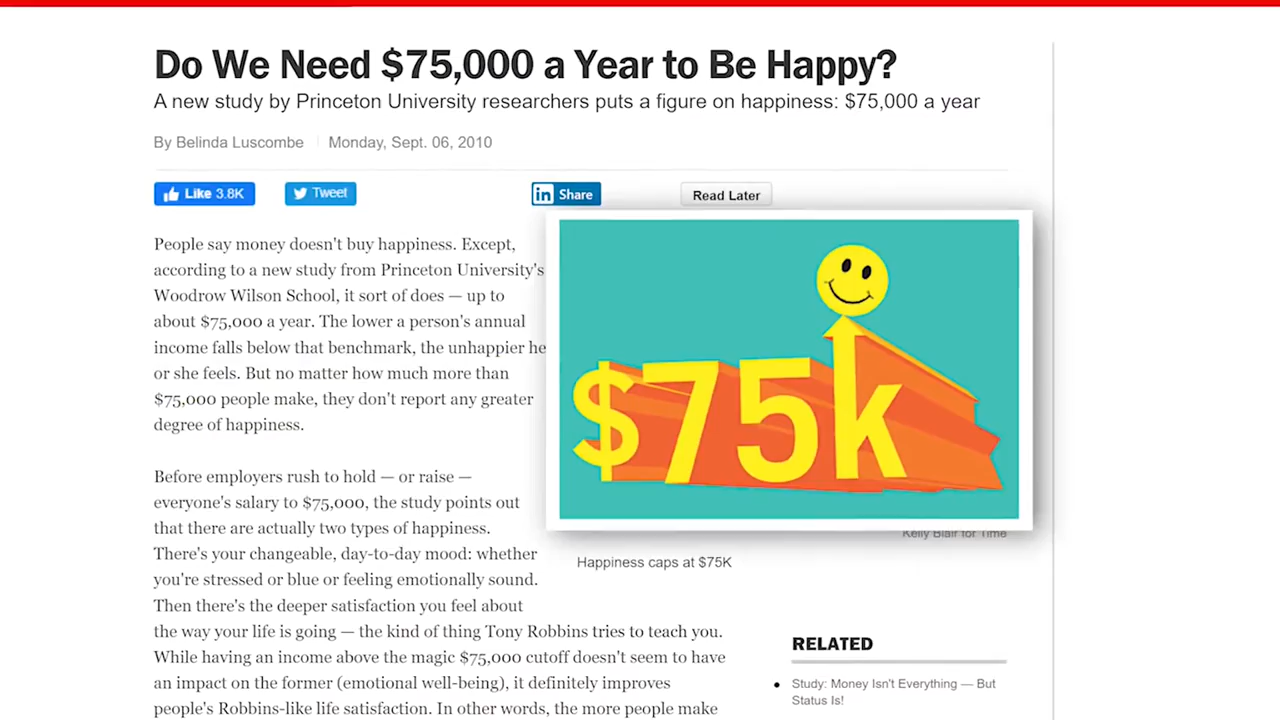 Do We Need $75,000 a Year to Be Happy?
A new study by Princeton University researchers puts a figure on happiness: $75,000 a year
By Belinda Luscombe | Monday, Sept. 06, 2010
Like 3.8K
Tweet
in Share
Read Later
People say money doesn't buy happiness. Except,
according to a new study from Princeton University's
Woodrow Wilson School, it sort of does — up to
about $75,000 a year. The lower a person's annual
income falls below that benchmark, the unhappier he
or she feels. But no matter how much more than
$75,000 people make, they don't report any greater
degree of happiness.
Before employers rush to hold — or raise —
everyone's salary to $75,000, the study points out
that there are actually two types of happiness.
There's your changeable, day-to-day mood: whether
you're stressed or blue or feeling emotionally sound.
Then there's the deeper satisfaction you feel about
the way your life is going — the kind of thing Tony Robbins tries to teach you.
While having an income above the magic $75,000 cutoff doesn't seem to have
an impact on the former (emotional well-being), it definitely improves
people's Robbins-like life satisfaction. In other words, the more people make
$75k
Kelly Blair for Time
Happiness caps at $75K
RELATED
Study: Money Isn't Everything — But
Status Is!